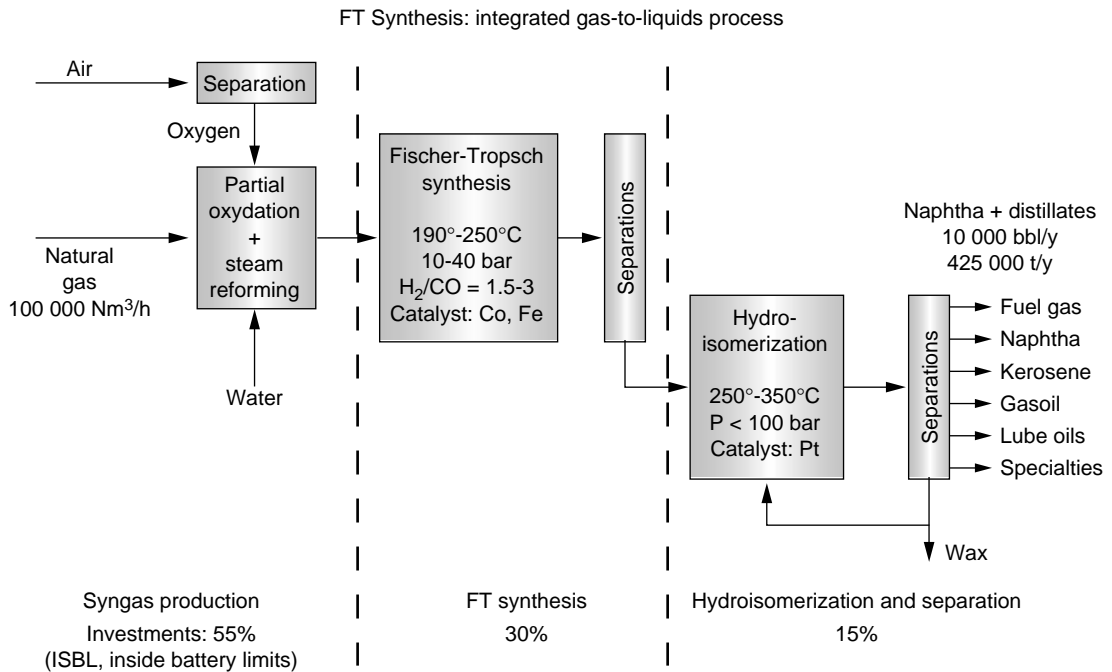 FT Synthesis: integrated gas-to-liquids process
Air
Separation
Oxygen
Partial
oxydation
+
steam
reforming
Natural
gas
100 000 Nm³/h
Water
Fischer-Tropsch
synthesis
190°-250°C
10-40 bar
H₂/CO = 1.5-3
Catalyst: Co, Fe
Separations
Hydro-
isomerization
250°-350°C
P < 100 bar
Catalyst: Pt
Separations
Naphtha + distillates
10 000 bbl/y
425 000 t/y
Fuel gas
Naphtha
Kerosene
Gasoil
Lube oils
Specialties
Wax
Syngas production
Investments: 55%
(ISBL, inside battery limits)
FT synthesis
30%
Hydroisomerization and separation
15%